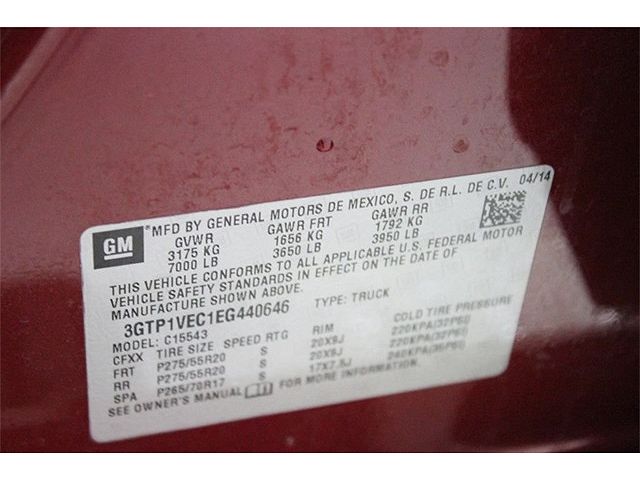 GM
MFD BY GENERAL MOTORS DE MEXICO, S. DE R.L. DE C.V. 04/14
GVWR GAWR FRT GAWR RR
3175 KG 1656 KG 1792 KG
7000 LB 3650 LB 3950 LB
THIS VEHICLE CONFORMS TO ALL APPLICABLE U.S. FEDERAL MOTOR
VEHICLE SAFETY STANDARDS IN EFFECT ON THE DATE OF
MANUFACTURE SHOWN ABOVE.
3GTP1VEC1EG440646 TYPE: TRUCK
MODEL: C15543
CFXX TIRE SIZE SPEED RTG RIM COLD TIRE PRESSURE
FRT P275/55R20 S 20X9J 220KPA(32PSI)
RR P275/55R20 S 20X9J 220KPA(32PSI)
SPA P265/70R17 S 17X7.5J 240KPA(35PSI)
SEE OWNER'S MANUAL FOR MORE INFORMATION.